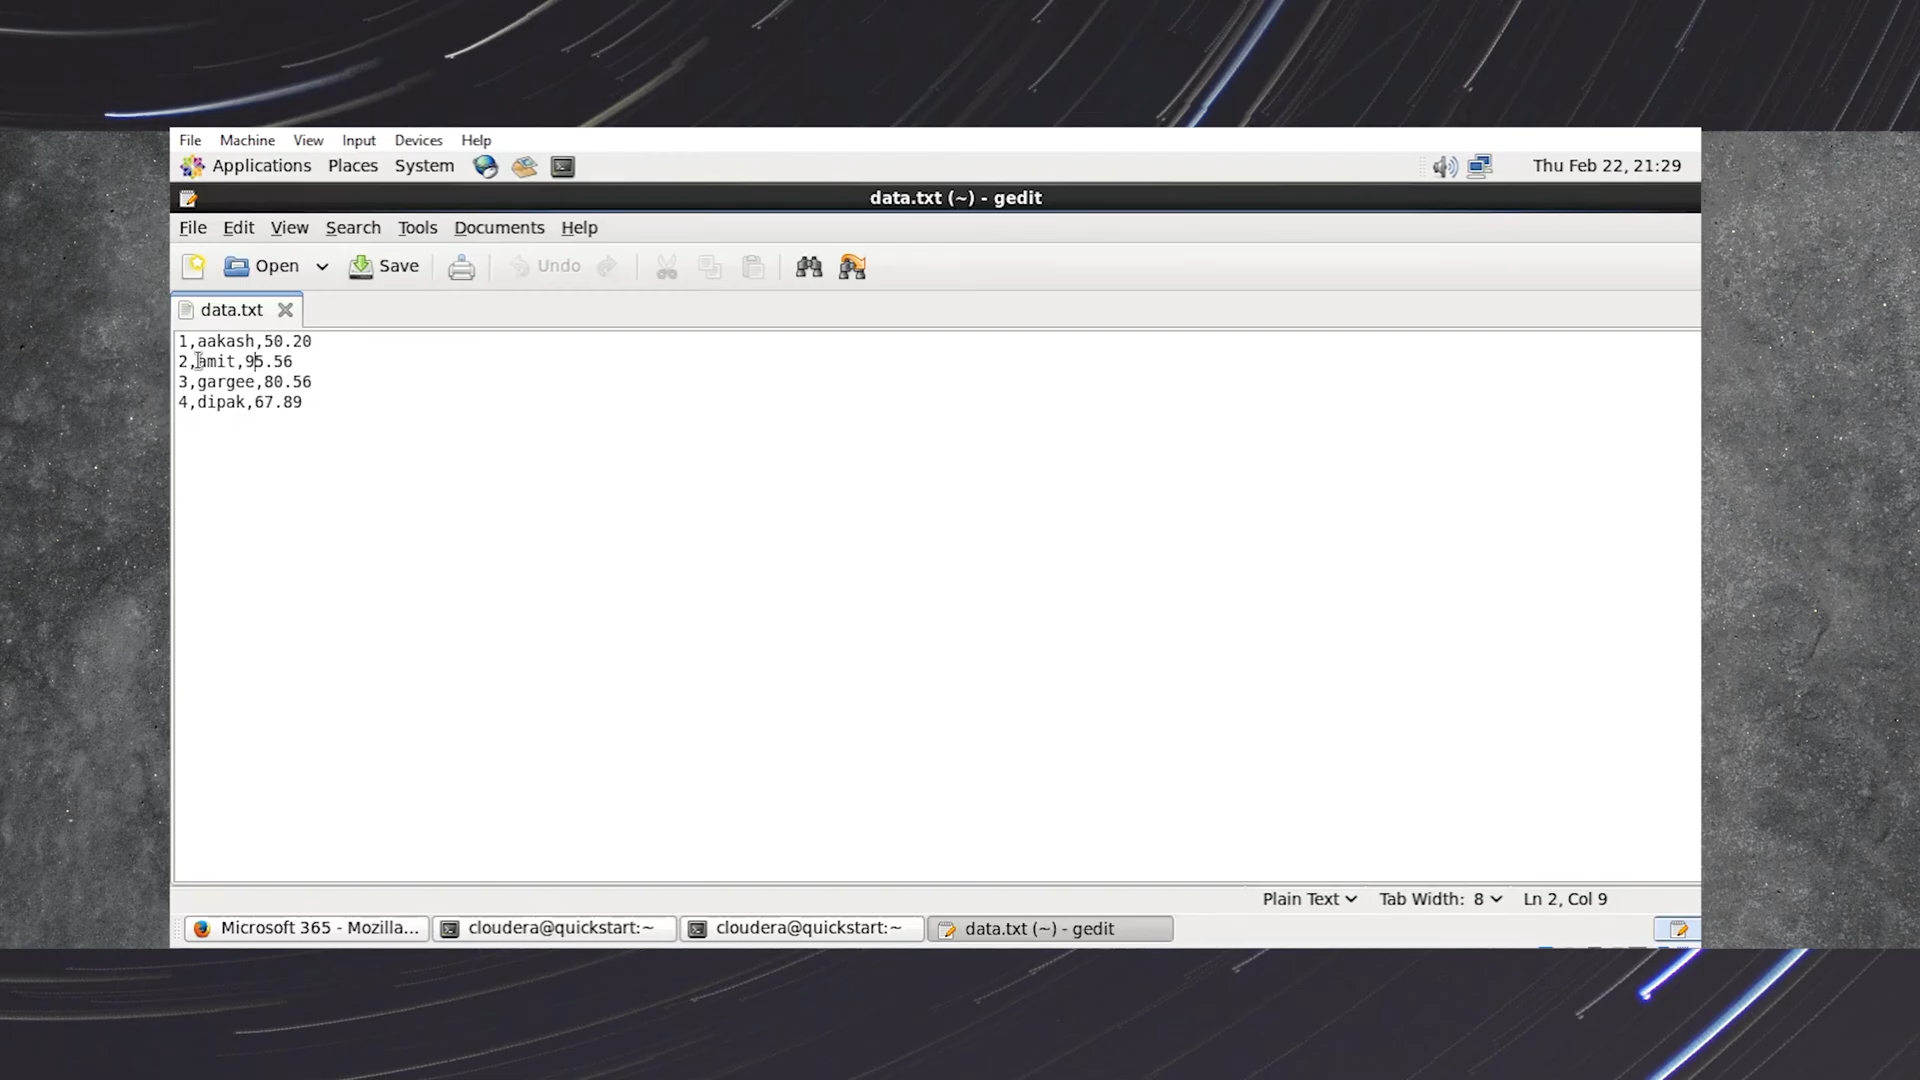 File Machine View Input Devices Help
Applications Places System Thu Feb 22, 21:29
data.txt (~) - gedit
File Edit View Search Tools Documents Help
Open Save Undo
data.txt
1,aakash,50.20
2,amit,95.56
3,gargee,80.56
4,dipak,67.89
Plain Text Tab Width: 8 Ln 2, Col 9
Microsoft 365 - Mozilla... cloudera@quickstart:~ cloudera@quickstart:~ data.txt (~) - gedit